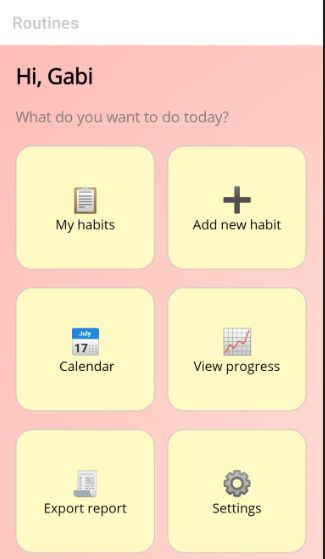 Routines
Hi, Gabi
What do you want to do today?
My habits
Add new habit
July
17
Calendar
View progress
Export report
Settings